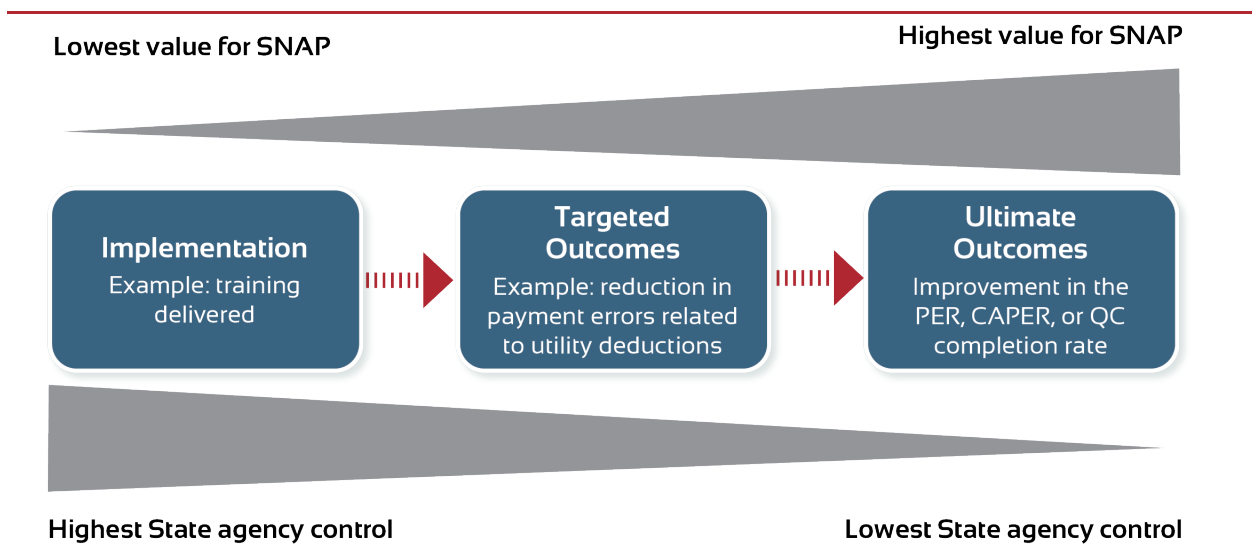 Lowest value for SNAP
Highest value for SNAP
Implementation
Example: training
delivered
Targeted
Outcomes
Example: reduction in
payment errors related
to utility deductions
Ultimate
Outcomes
Improvement in the
PER, CAPER, or QC
completion rate
Highest State agency control
Lowest State agency control